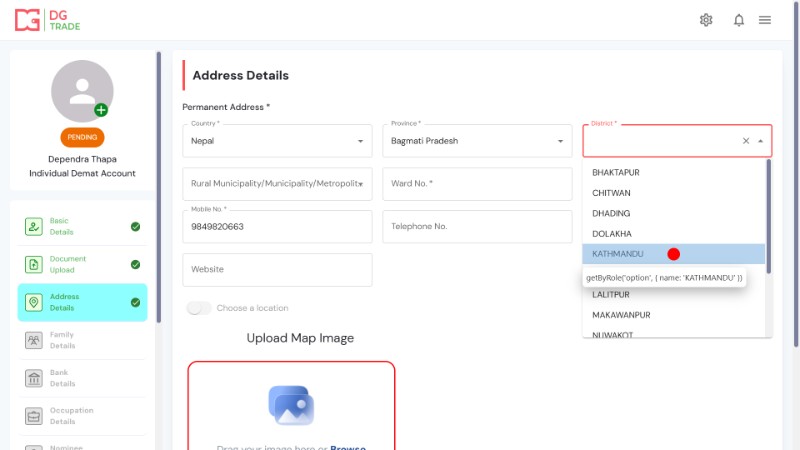 DG
TRADE
PENDING
Dependra Thapa
Individual Demat Account
Basic
Details
Document
Upload
Address
Details
Family
Details
Bank
Details
Occupation
Details
Nominee
Address Details
Permanent Address *
Country *
Nepal
Province *
Bagmati Pradesh
District *
Rural Municipality/Municipality/Metropolit
Ward No. *
Mobile No. *
9849820663
Telephone No.
Website
Choose a location
Upload Map Image
Drag your image here or Browse
BHAKTAPUR
CHITWAN
DHADING
DOLAKHA
KATHMANDU
getByRole('option', { name: 'KATHMANDU' })
LALITPUR
MAKAWANPUR
NUWAKOT